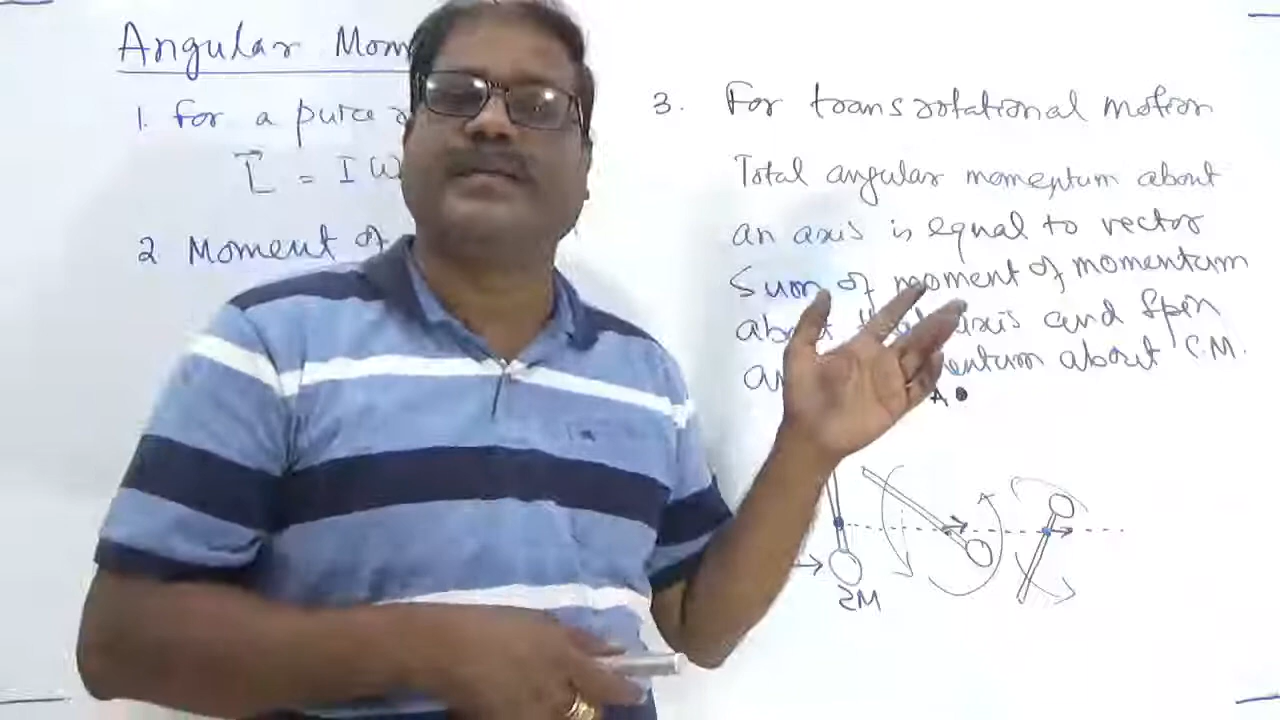 Angular Mom
1. For a pure r
L = I ω
2 Moment of
3. For transrotational motion
Total angular momentum about
an axis is equal to vector
Sum of moment of momentum
about axis and Spin
about C.M.
A
2M